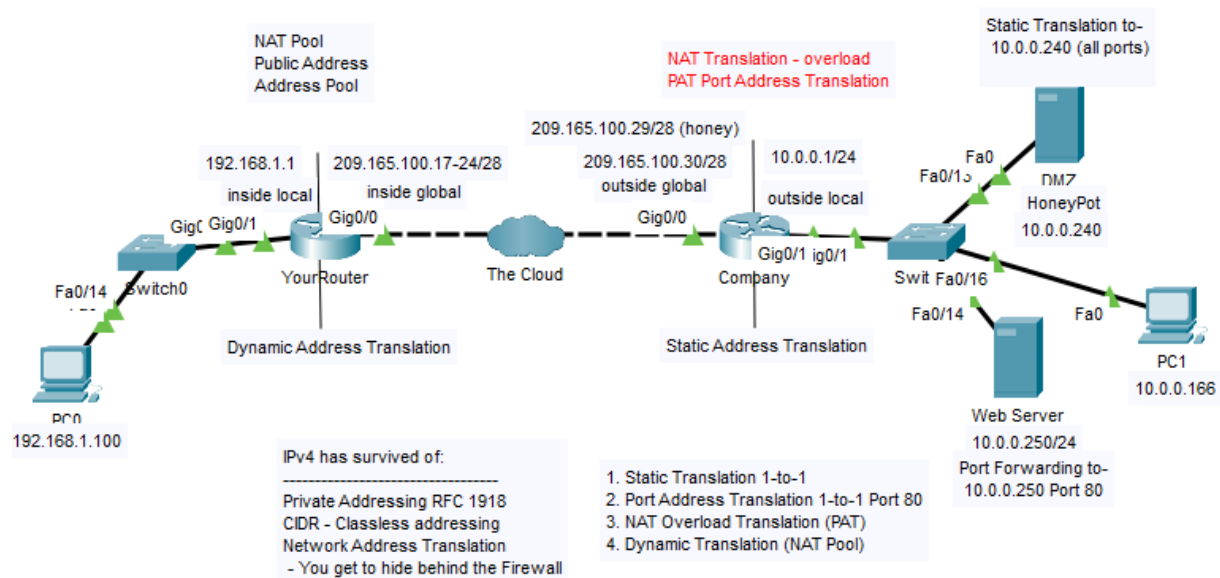 NAT Pool
Public Address
Address Pool
NAT Translation - overload
PAT Port Address Translation
Static Translation to-
10.0.0.240 (all ports)
209.165.100.29/28 (honey)
192.168.1.1
inside local
209.165.100.17-24/28
inside global
209.165.100.30/28
outside global
10.0.0.1/24
outside local
Fa0
DMZ
HoneyPot
10.0.0.240
Gig0/1
Gig0/0
Gig0/0
Gig0/1
ig0/1
Switch0
YourRouter
The Cloud
Company
Swit
Fa0/16
Fa0/14
Fa0/14
Fa0
Dynamic Address Translation
Static Address Translation
PC0
192.168.1.100
PC1
10.0.0.166
Web Server
10.0.0.250/24
Port Forwarding to-
10.0.0.250 Port 80
IPv4 has survived of:
-----------------------------------
Private Addressing RFC 1918
CIDR - Classless addressing
Network Address Translation
- You get to hide behind the Firewall
1. Static Translation 1-to-1
2. Port Address Translation 1-to-1 Port 80
3. NAT Overload Translation (PAT)
4. Dynamic Translation (NAT Pool)